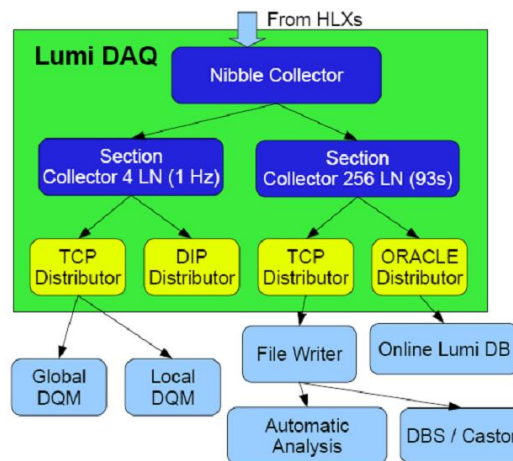 From HLXs
Lumi DAQ
Nibble Collector
Section
Collector 4 LN (1 Hz)
Section
Collector 256 LN (93s)
TCP
Distributor
DIP
Distributor
TCP
Distributor
ORACLE
Distributor
Global
DQM
Local
DQM
File Writer
Online Lumi DB
Automatic
Analysis
DBS / Castor